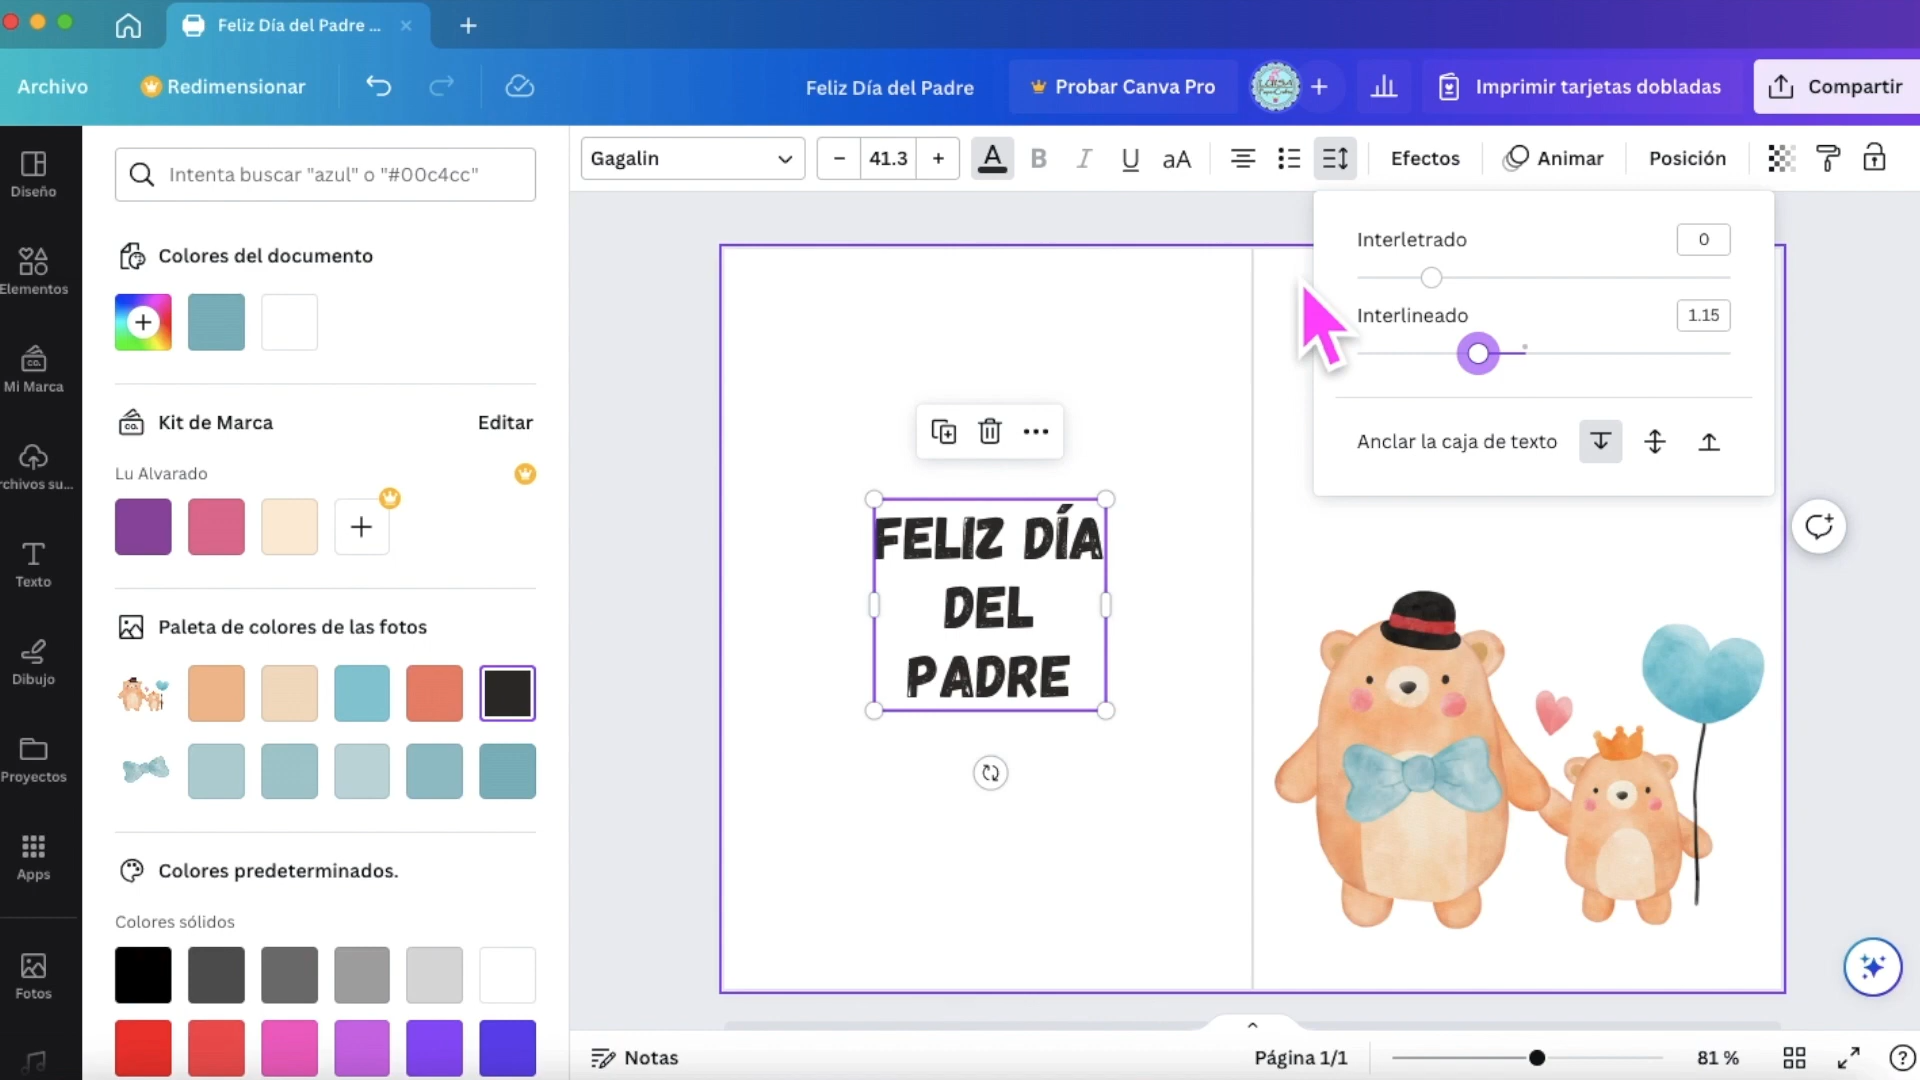 Feliz Día del Padre ...
Archivo
Redimensionar
Feliz Día del Padre
Probar Canva Pro
Imprimir tarjetas dobladas
Compartir
Diseño
Elementos
Mi Marca
rchivos su...
Texto
Dibujo
Proyectos
Apps
Fotos
Intenta buscar "azul" o "#00c4cc"
Colores del documento
Kit de Marca
Editar
Lu Alvarado
Paleta de colores de las fotos
Colores predeterminados.
Colores sólidos
Gagalin
41.3
A
B
I
U
aA
Efectos
Animar
Posición
Interletrado
0
Interlineado
1.15
Anclar la caja de texto
FELIZ DÍA
DEL
PADRE
Notas
Página 1/1
81 %